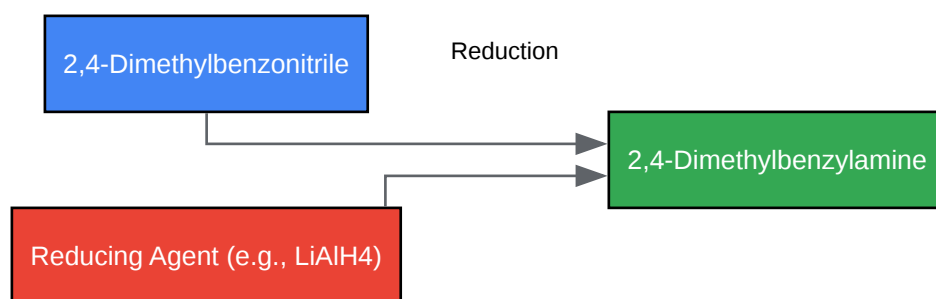 2,4-Dimethylbenzonitrile
Reduction
2,4-Dimethylbenzylamine
Reducing Agent (e.g., LiAlH4)